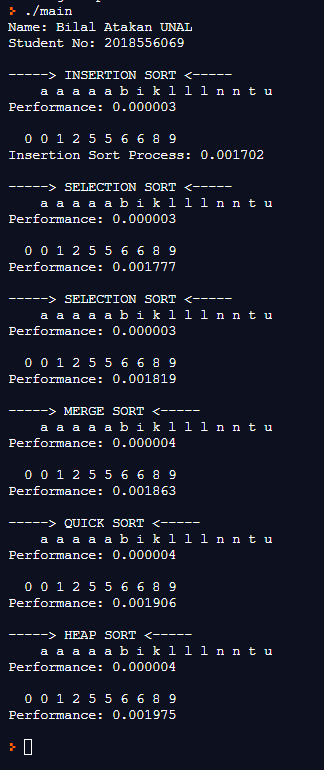 ./main
Name: Bilal Atakan UNAL
Student No: 2018556069
-----> INSERTION SORT <-----
a a a a a b i k l l l n n t u
Performance: 0.000003
0 0 1 2 5 5 6 6 8 9
Insertion Sort Process: 0.001702
-----> SELECTION SORT <-----
a a a a a b i k l l l n n t u
Performance: 0.000003
0 0 1 2 5 5 6 6 8 9
Performance: 0.001777
-----> SELECTION SORT <-----
a a a a a b i k l l l n n t u
Performance: 0.000003
0 0 1 2 5 5 6 6 8 9
Performance: 0.001819
-----> MERGE SORT <-----
a a a a a b i k l l l n n t u
Performance: 0.000004
0 0 1 2 5 5 6 6 8 9
Performance: 0.001863
-----> QUICK SORT <-----
a a a a a b i k l l l n n t u
Performance: 0.000004
0 0 1 2 5 5 6 6 8 9
Performance: 0.001906
-----> HEAP SORT <-----
a a a a a b i k l l l n n t u
Performance: 0.000004
0 0 1 2 5 5 6 6 8 9
Performance: 0.001975